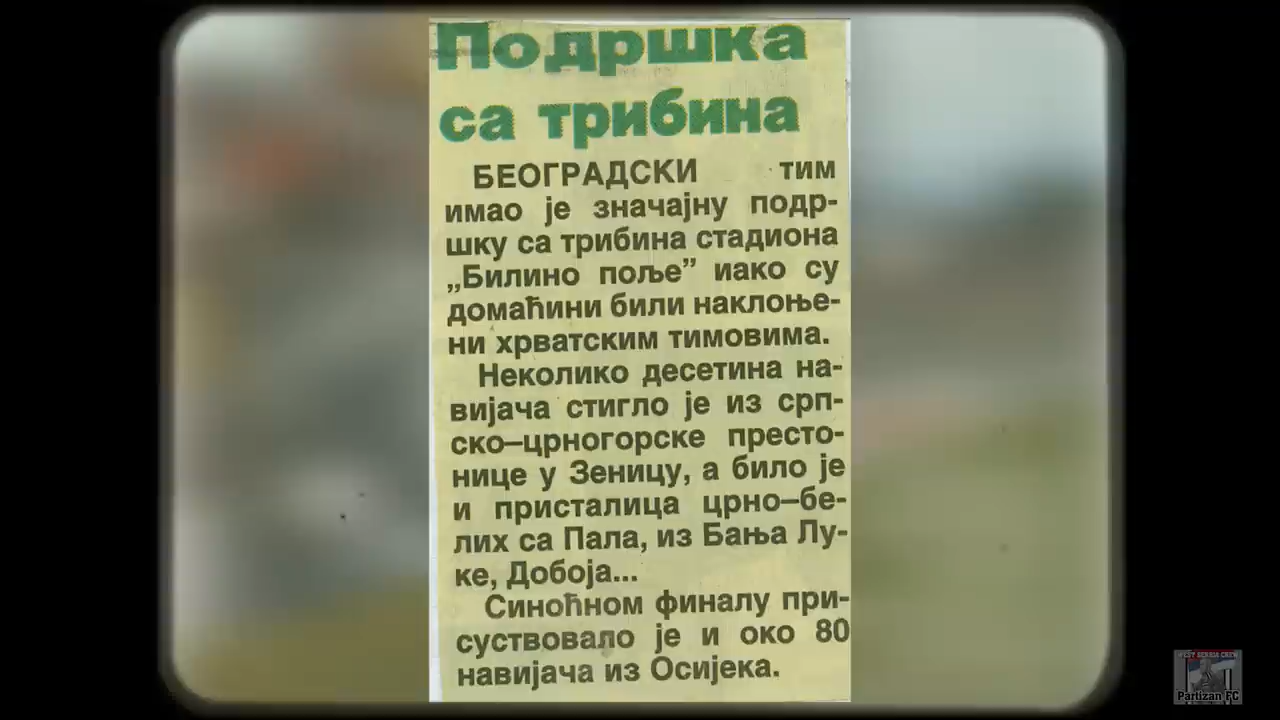 Подршка
са трибина
БЕОГРАДСКИ тим
имао је значајну подр-
шку са трибина стадиона
„Билино поље” иако су
домаћини били наклоње-
ни хрватским тимовима.
Неколико десетина на-
вијача стигло је из срп-
ско–црногорске престо-
нице у Зеницу, а било је
и присталица црно–бе-
лих са Пала, из Бања Лу-
ке, Добоја...
Синоћном финалу при-
суствовало је и око 80
навијача из Осијека.
WEST SERBIA CREW
Partizan FC